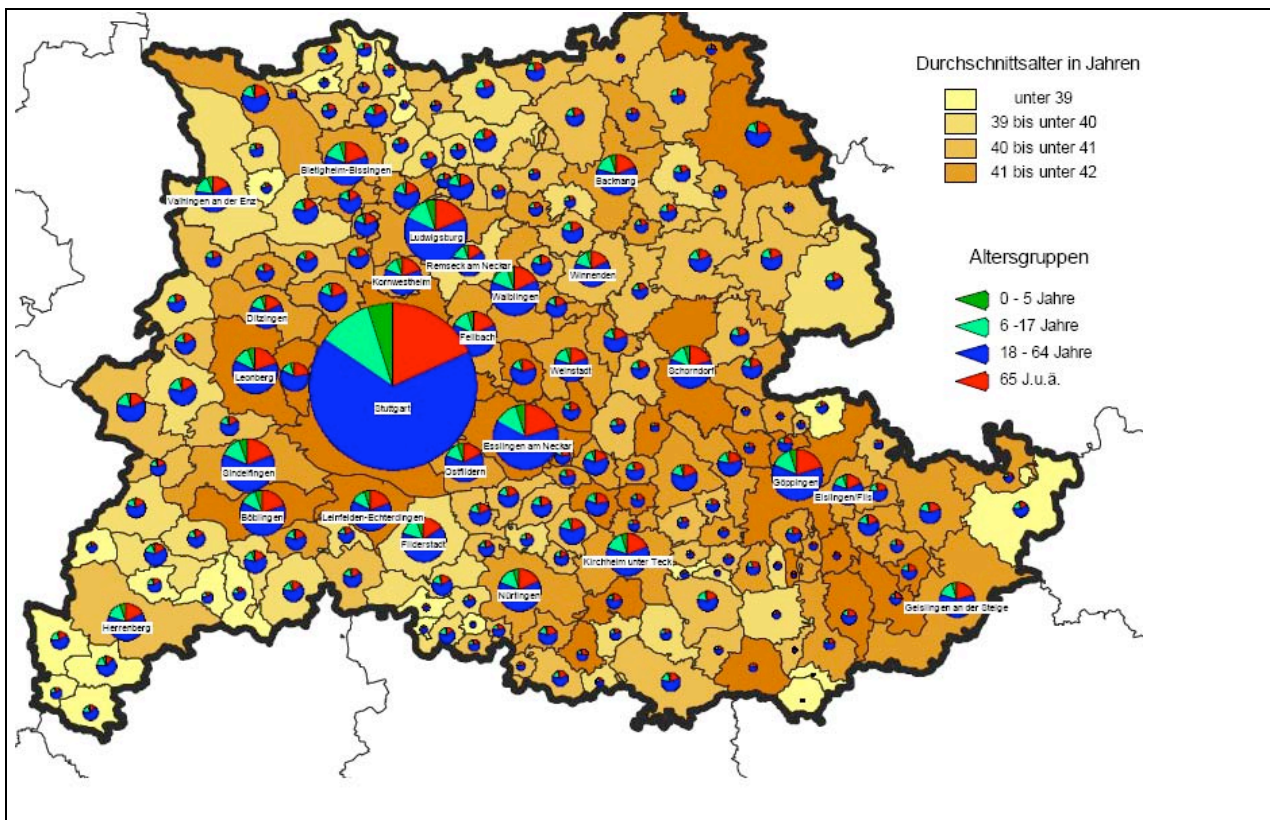 Durchschnittsalter in Jahren
unter 39
39 bis unter 40
40 bis unter 41
41 bis unter 42
Altersgruppen
0 - 5 Jahre
6 -17 Jahre
18 - 64 Jahre
65 J.u.ä.
Bietigheim-Bissingen
Backnang
Vaihingen an der Enz
Ludwigsburg
Remseck am Neckar
Winnenden
Kornwestheim
Waiblingen
Ditzingen
Fellbach
Leonberg
Weinstadt
Schorndorf
Stuttgart
Esslingen am Neckar
Sindelfingen
Ostfildern
Göppingen
Eislingen/Fils
Böblingen
Leinfelden-Echterdingen
Filderstadt
Kirchheim unter Teck
Nürtingen
Geislingen an der Steige
Herrenberg